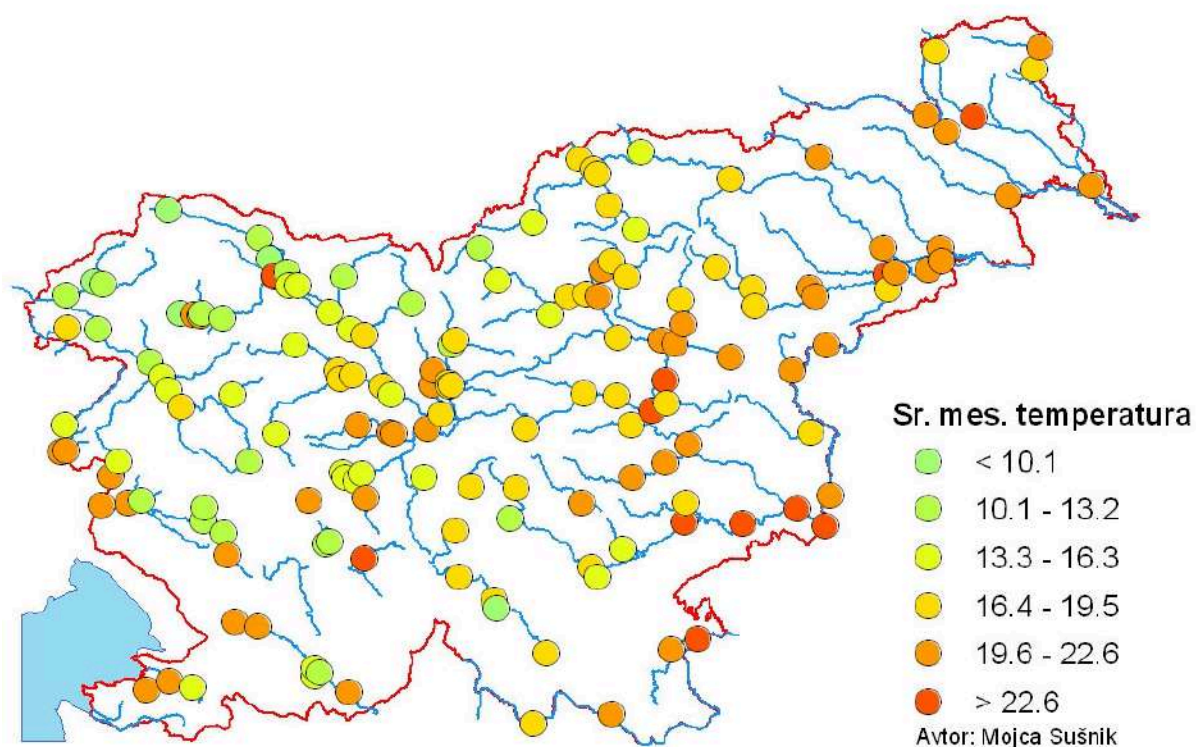 Sr. mes. temperatura
< 10.1
10.1 - 13.2
13.3 - 16.3
16.4 - 19.5
19.6 - 22.6
> 22.6
Avtor: Mojca Sušnik